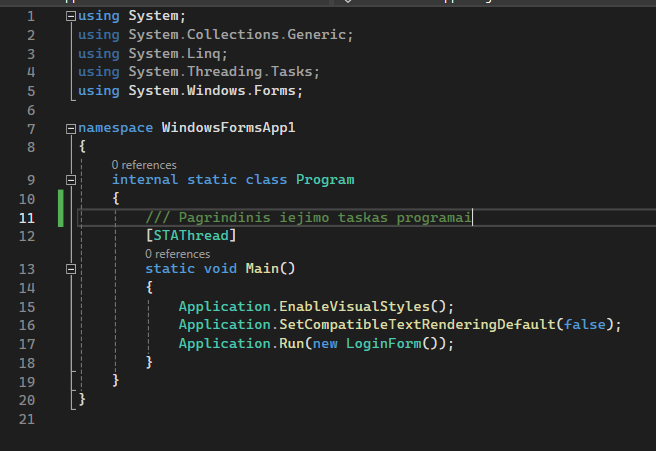 1 using System;
2 using System.Collections.Generic;
3 using System.Linq;
4 using System.Threading.Tasks;
5 using System.Windows.Forms;
6
7 namespace WindowsFormsApp1
8 {
0 references
9 internal static class Program
10 {
11 /// Pagrindinis iejimo taskas programai
12 [STAThread]
0 references
13 static void Main()
14 {
15 Application.EnableVisualStyles();
16 Application.SetCompatibleTextRenderingDefault(false);
17 Application.Run(new LoginForm());
18 }
19 }
20 }
21